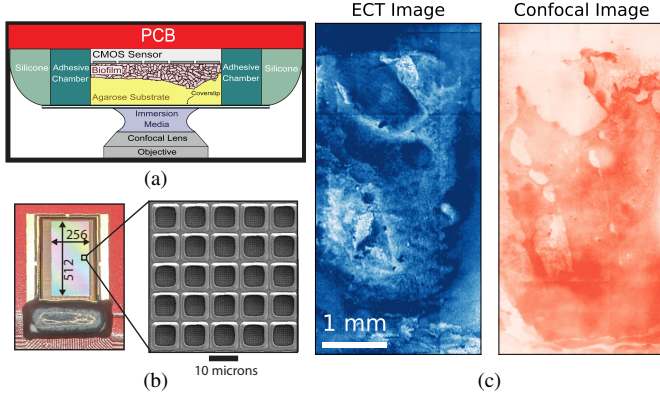 PCB
CMOS Sensor
Silicone
Adhesive
Chamber
Biofilm
Adhesive
Chamber
Silicone
Agarose Substrate
Coverslip
Immersion
Media
Confocal Lens
Objective
(a)
256
512
10 microns
(b)
ECT Image
Confocal Image
1 mm
(c)